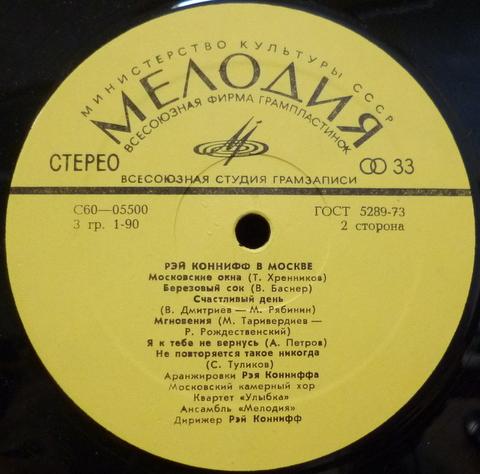 МИНИСТЕРСТВО КУЛЬТУРЫ СССР
МЕЛОДИЯ
ВСЕСОЮЗНАЯ ФИРМА ГРАМПЛАСТИНОК
СТЕРЕО 33
ВСЕСОЮЗНАЯ СТУДИЯ ГРАМЗАПИСИ
С60—05500 ГОСТ 5289-73
3 гр. 1-90 2 сторона
РЭЙ КОННИФФ В МОСКВЕ
Московские окна (Т. Хренников)
Березовый сок (В. Баснер)
Счастливый день
(В. Дмитриев — М. Рябинин)
Мгновения (М. Таривердиев —
Р. Рождественский)
Я к тебе не вернусь (А. Петров)
Не повторяется такое никогда
(С. Туликов)
Аранжировки Рэя Конниффа
Московский камерный хор
Квартет «Улыбка»
Ансамбль «Мелодия»
Дирижер Рэй Коннифф